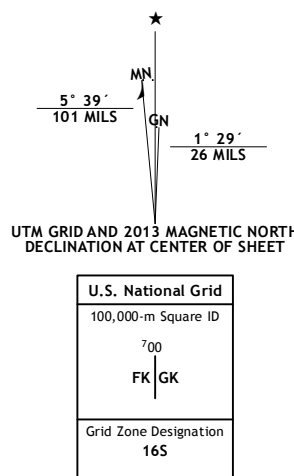 ★
MN
GN
5° 39´
101 MILS
1° 29´
26 MILS
UTM GRID AND 2013 MAGNETIC NORTH
DECLINATION AT CENTER OF SHEET
U.S. National Grid
100,000-m Square ID
⁷00
FK GK
Grid Zone Designation
16S